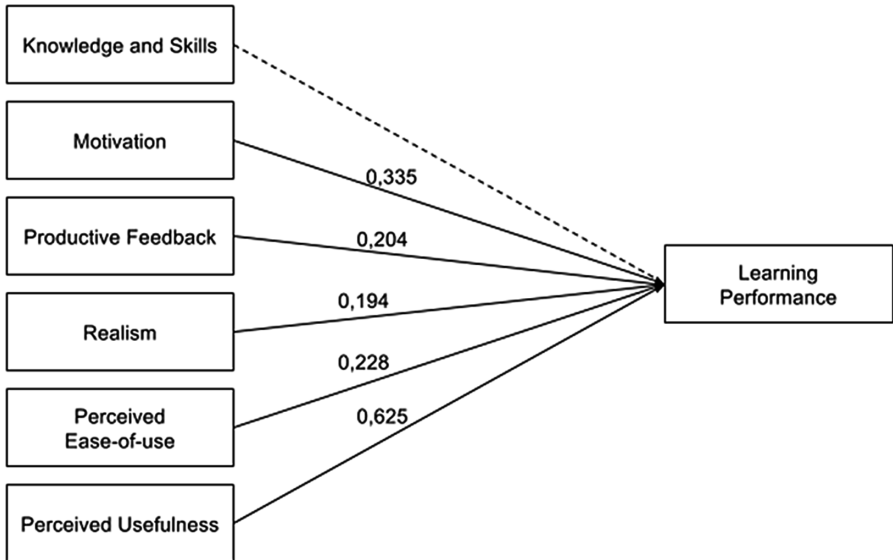 Knowledge and Skills
Motivation
0,335
Productive Feedback
0,204
Learning
Performance
Realism
0,194
0,228
Perceived
Ease-of-use
0,625
Perceived Usefulness